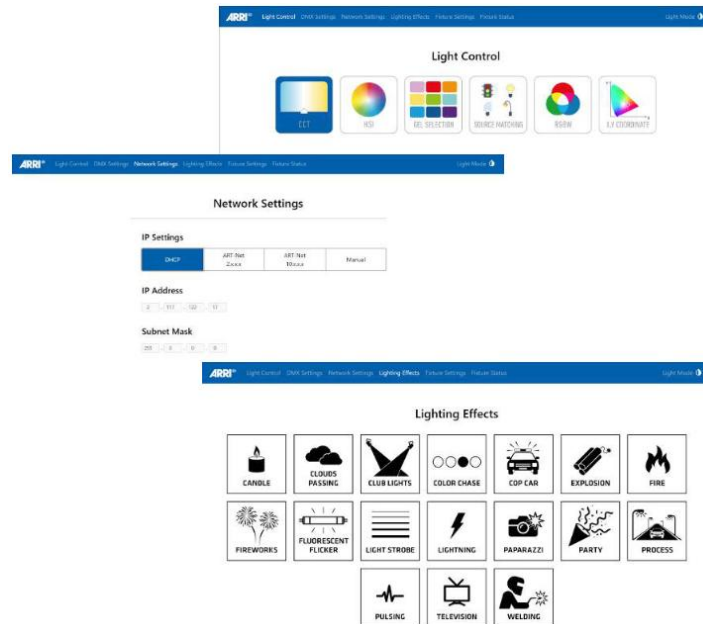 ARRI Light Control DMX Settings Network Settings Lighting Effects Fixture Settings Fixture Status Light Mode
Light Control
CCT HSI GEL SELECTION SOURCE MATCHING RGBW X,Y COORDINATE
ARRI Light Control DMX Settings Network Settings Lighting Effects Fixture Settings Fixture Status Light Mode
Network Settings
IP Settings
DHCP ART-Net 2.x.x.x ART-Net 10.x.x.x Manual
IP Address
Subnet Mask
255 0 0 0
ARRI Light Control DMX Settings Network Settings Lighting Effects Fixture Settings Fixture Status Light Mode
Lighting Effects
CANDLE CLOUDS PASSING CLUB LIGHTS COLOR CHASE COP CAR EXPLOSION FIRE
FIREWORKS FLUORESCENT FLICKER LIGHT STROBE LIGHTNING PAPARAZZI PARTY PROCESS
PULSING TELEVISION WELDING